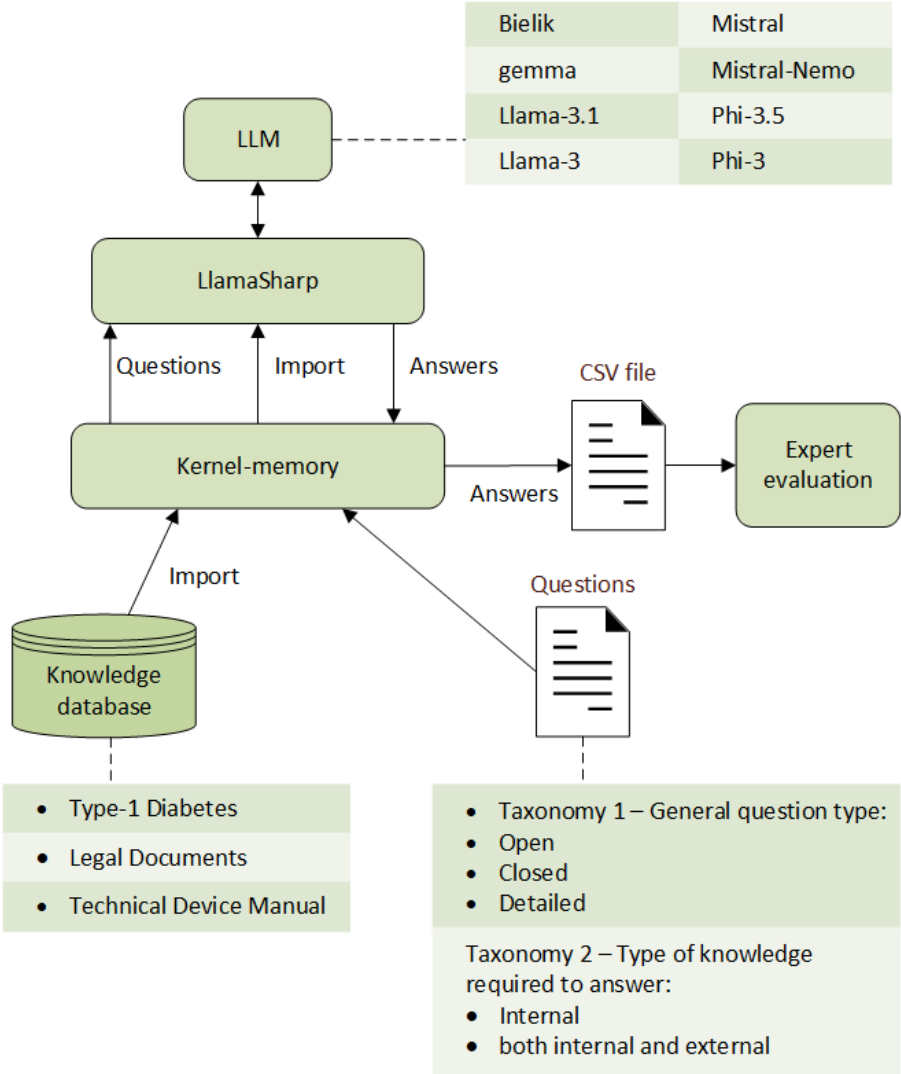 Bielik Mistral
gemma Mistral-Nemo
Llama-3.1 Phi-3.5
Llama-3 Phi-3
LLM
LlamaSharp
Questions Import Answers
CSV file
Kernel-memory
Answers
Expert
evaluation
Import
Questions
Knowledge
database
• Type-1 Diabetes
• Legal Documents
• Technical Device Manual
• Taxonomy 1 – General question type:
• Open
• Closed
• Detailed
Taxonomy 2 – Type of knowledge
required to answer:
• Internal
• both internal and external